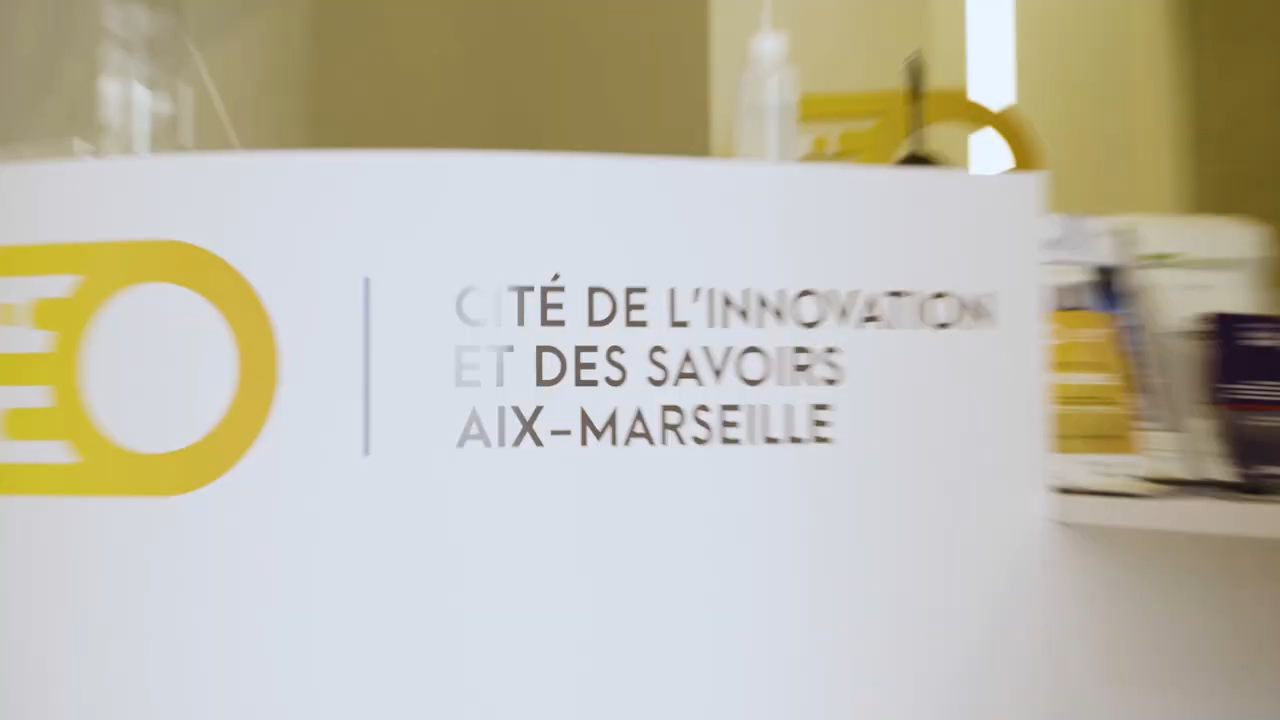 CITÉ DE L'INNOVATION
ET DES SAVOIRS
AIX-MARSEILLE